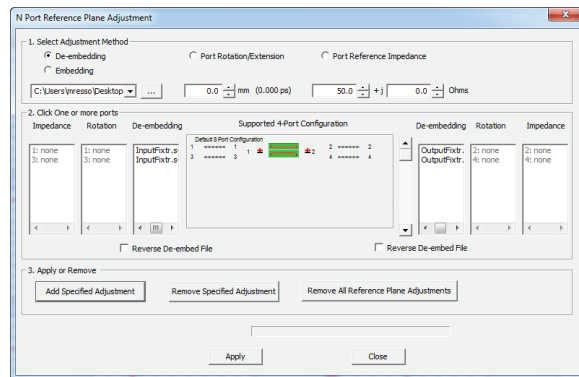 N Port Reference Plane Adjustment
1. Select Adjustment Method
De-embedding
Port Rotation/Extension
Port Reference Impedance
Embedding
C:\Users\mresso\Desktop
...
0.0 mm (0.000 ps)
50.0 +j 0.0 Ohms
2. Click One or more ports
Impedance Rotation De-embedding Supported 4-Port Configuration De-embedding Rotation Impedance
Default 8 Port Configuration
1: none 1: none InputFixtr.s 1 ====== 1 1 2 2 ====== 2 OutputFixtr 2: none 2: none
3: none 3: none InputFixtr.s 3 ====== 3 4 ====== 4 OutputFixtr. 4: none 4: none
Reverse De-embed File Reverse De-embed File
3. Apply or Remove
Add Specified Adjustment Remove Specified Adjustment Remove All Reference Plane Adjustments
Apply Close